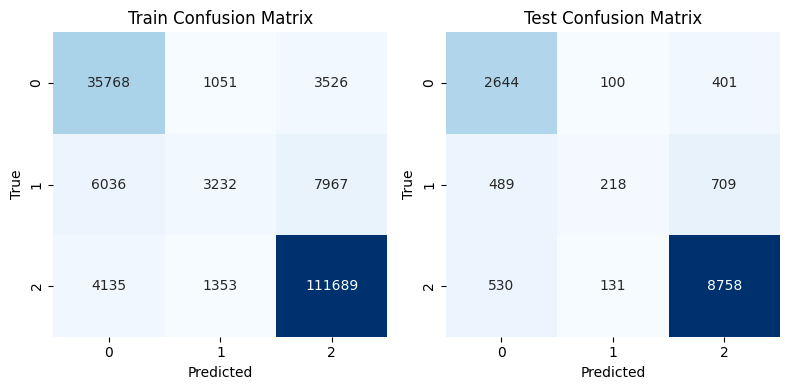 Train Confusion Matrix
Test Confusion Matrix
True
0
35768 1051 3526
1
6036 3232 7967
2
4135 1353 111689
0 1 2
Predicted
True
0
2644 100 401
1
489 218 709
2
530 131 8758
0 1 2
Predicted